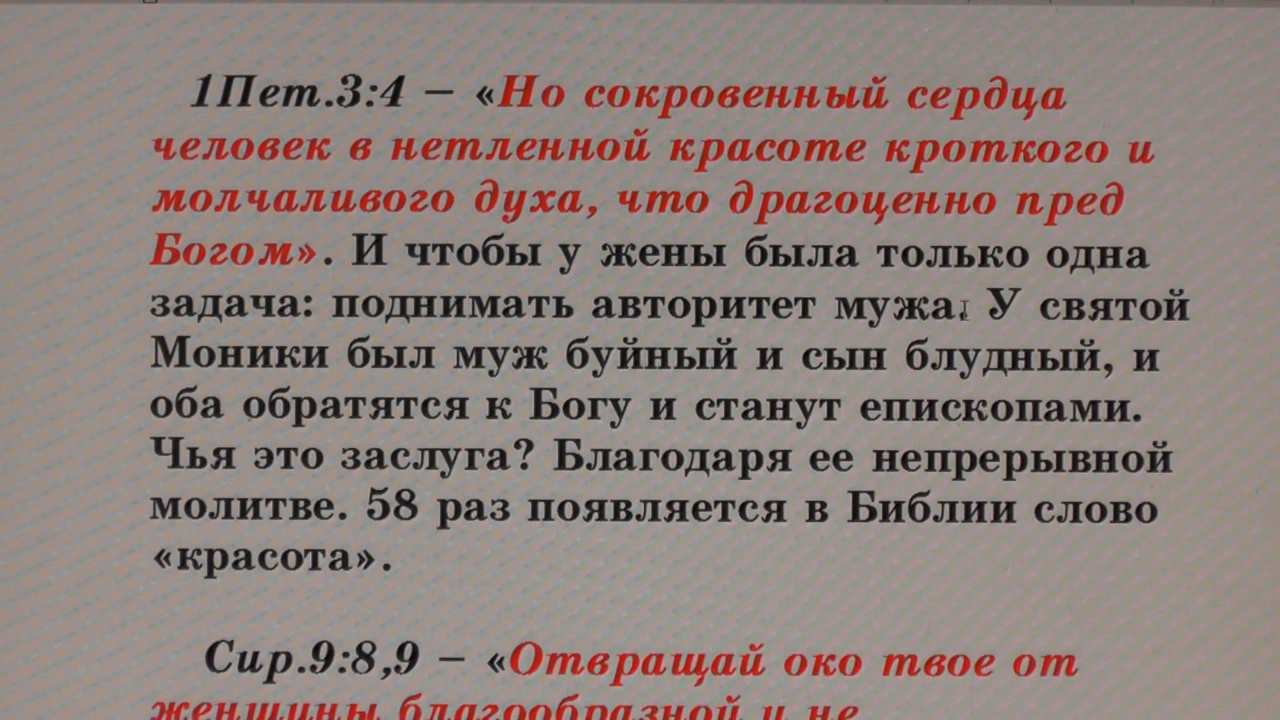 1Пет.3:4 – «Но сокровенный сердца
человек в нетленной красоте кроткого и
молчаливого духа, что драгоценно пред
Богом». И чтобы у жены была только одна
задача: поднимать авторитет мужа. У святой
Моники был муж буйный и сын блудный, и
оба обратятся к Богу и станут епископами.
Чья это заслуга? Благодаря ее непрерывной
молитве. 58 раз появляется в Библии слово
«красота».
Сир.9:8,9 – «Отвращай око твое от
женщины благообразной и не